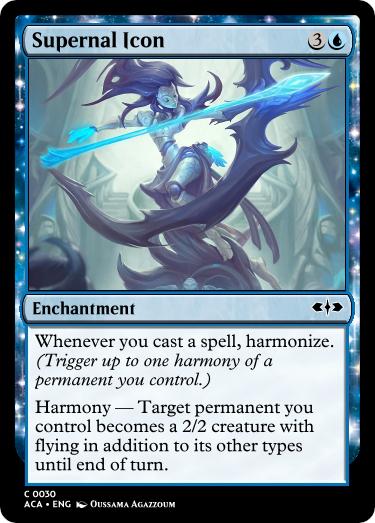 Supernal Icon 3
Enchantment
Whenever you cast a spell, harmonize.
(Trigger up to one harmony of a
permanent you control.)
Harmony — Target permanent you
control becomes a 2/2 creature with
flying in addition to its other types
until end of turn.
C 0030
ACA • ENG Oussama Agazzoum